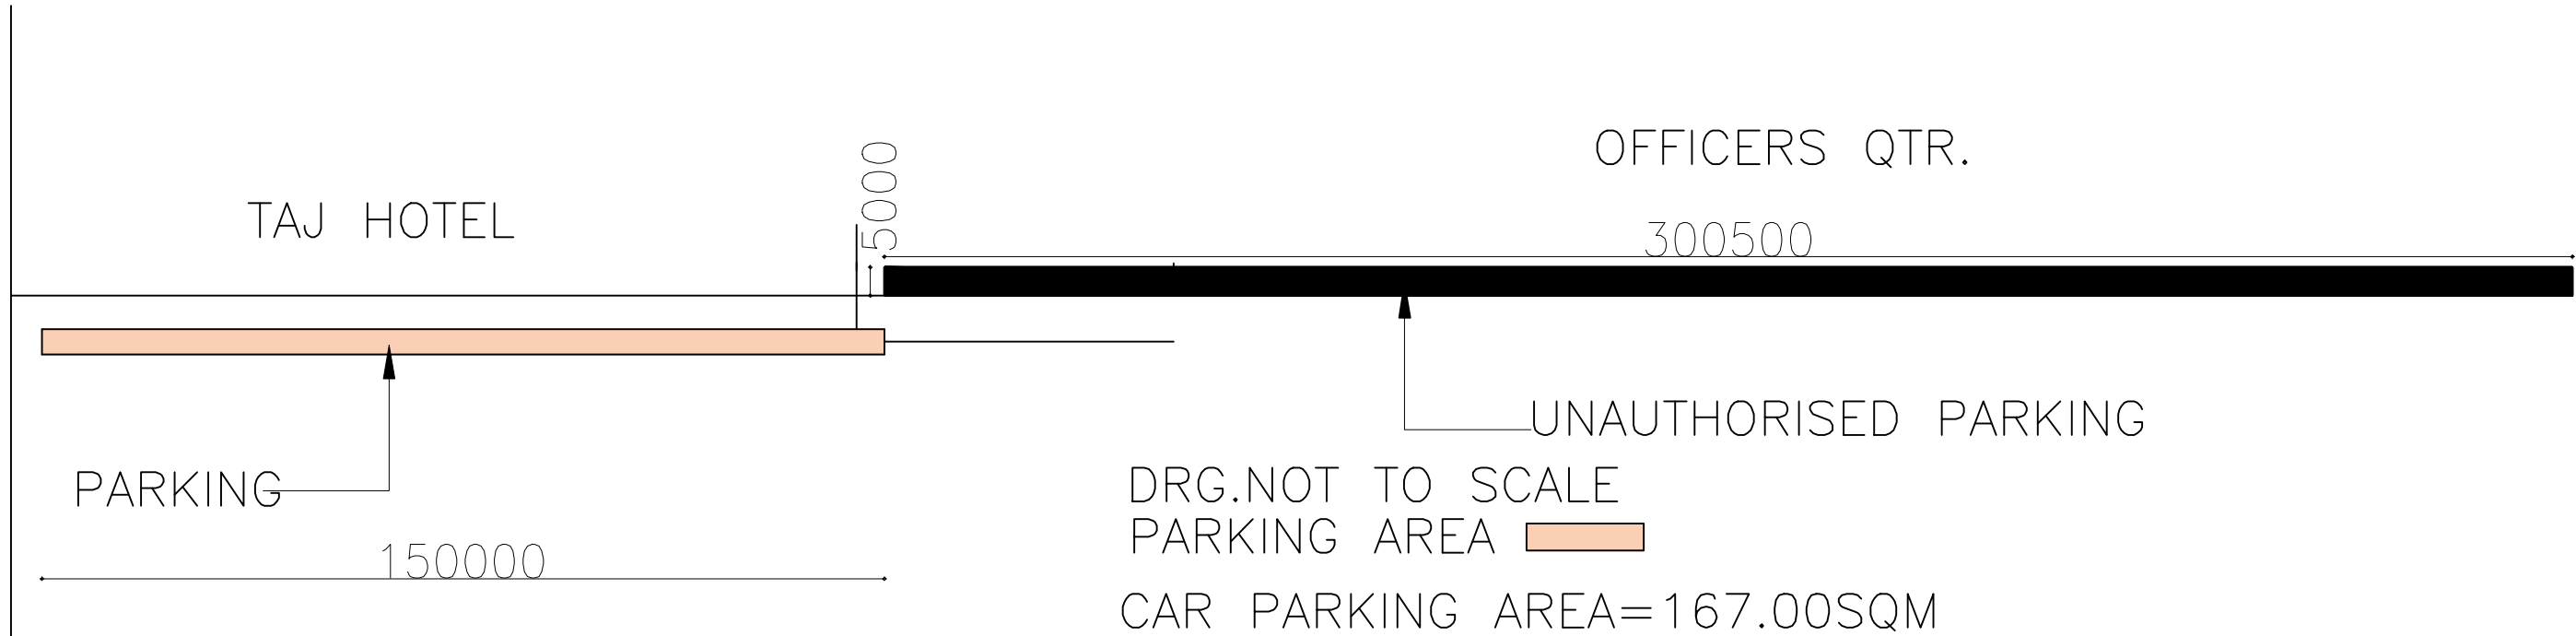 OFFICERS QTR.
TAJ HOTEL
5000
300500
UNAUTHORISED PARKING
PARKING
DRG.NOT TO SCALE
PARKING AREA
150000
CAR PARKING AREA=167.00SQM